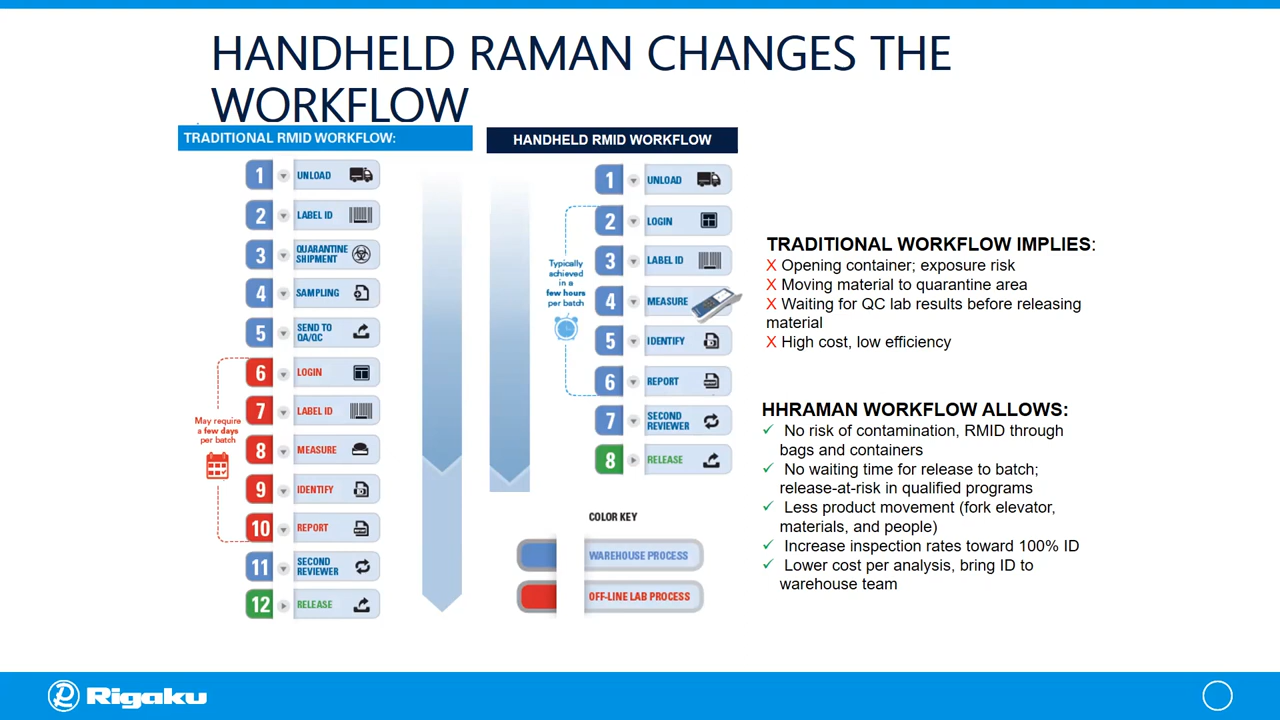 HANDHELD RAMAN CHANGES THE
WORKFLOW
TRADITIONAL RMID WORKFLOW:
1 UNLOAD
2 LABEL ID
3 QUARANTINE
SHIPMENT
4 SAMPLING
5 SEND TO
QA/QC
6 LOGIN
7 LABEL ID
8 MEASURE
9 IDENTIFY
10 REPORT
11 SECOND
REVIEWER
12 RELEASE
May require
a few days
per batch
HANDHELD RMID WORKFLOW
1 UNLOAD
2 LOGIN
3 LABEL ID
4 MEASURE
5 IDENTIFY
6 REPORT
7 SECOND
REVIEWER
8 RELEASE
Typically
achieved
in a
few hours
per batch
COLOR KEY
WAREHOUSE PROCESS
OFF-LINE LAB PROCESS
TRADITIONAL WORKFLOW IMPLIES:
X Opening container; exposure risk
X Moving material to quarantine area
X Waiting for QC lab results before releasing
material
X High cost, low efficiency
HHRAMAN WORKFLOW ALLOWS:
✓ No risk of contamination, RMID through
bags and containers
✓ No waiting time for release to batch;
release-at-risk in qualified programs
✓ Less product movement (fork elevator,
materials, and people)
✓ Increase inspection rates toward 100% ID
✓ Lower cost per analysis, bring ID to
warehouse team
Rigaku